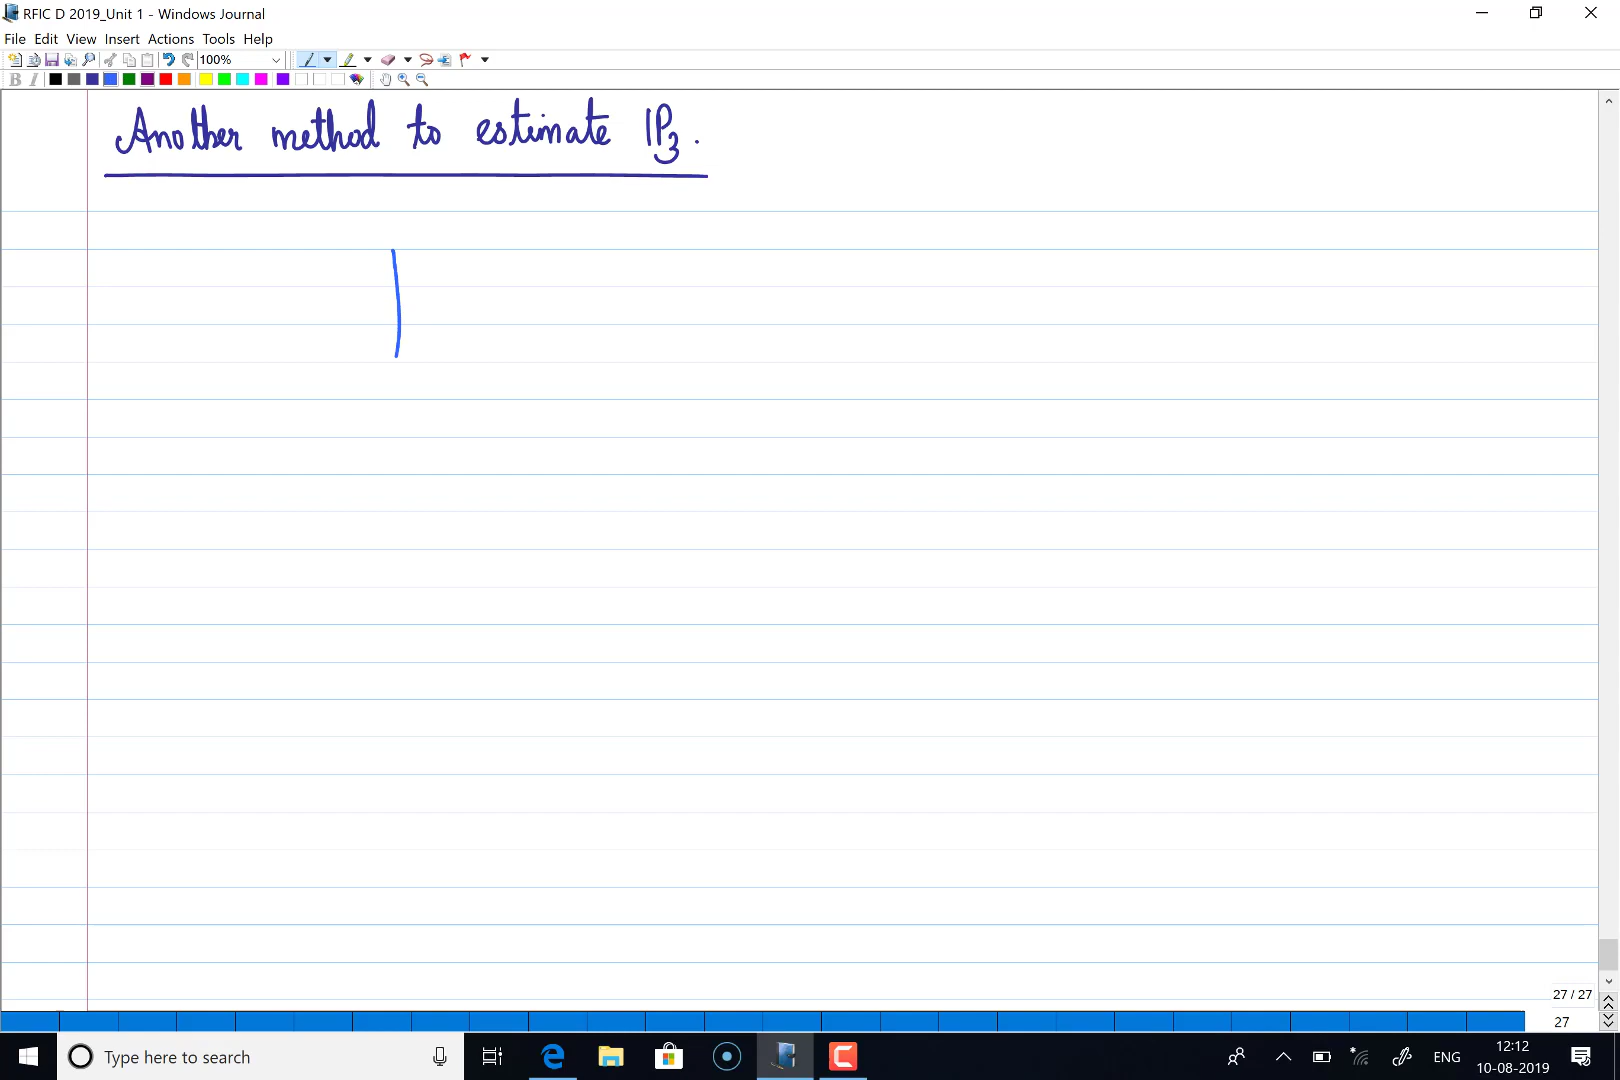 RFIC D 2019_Unit 1 - Windows Journal
File Edit View Insert Actions Tools Help
100%
B I
Another method to estimate IP3.
27 / 27
27
Type here to search
ENG
12:12
10-08-2019